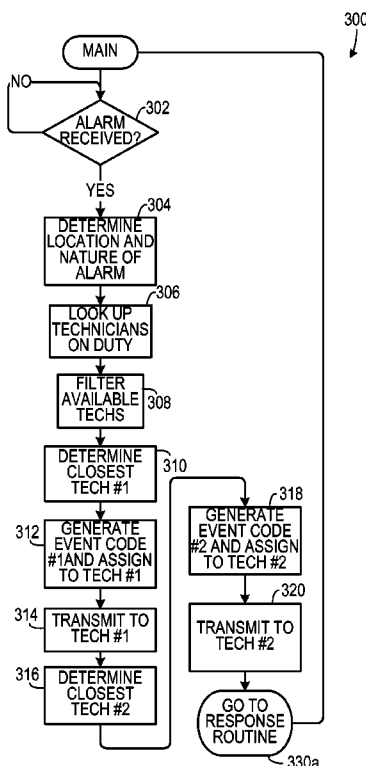 300
MAIN
NO
302
ALARM
RECEIVED?
YES
304
DETERMINE
LOCATION AND
NATURE OF
ALARM
306
LOOK UP
TECHNICIANS
ON DUTY
FILTER
AVAILABLE
TECHS
308
DETERMINE
CLOSEST
TECH #1
310
312
GENERATE
EVENT CODE
#1AND ASSIGN
TO TECH #1
314
TRANSMIT TO
TECH #1
316
DETERMINE
CLOSEST
TECH #2
318
GENERATE
EVENT CODE
#2 AND ASSIGN
TO TECH #2
320
TRANSMIT TO
TECH #2
GO TO
RESPONSE
ROUTINE
330a